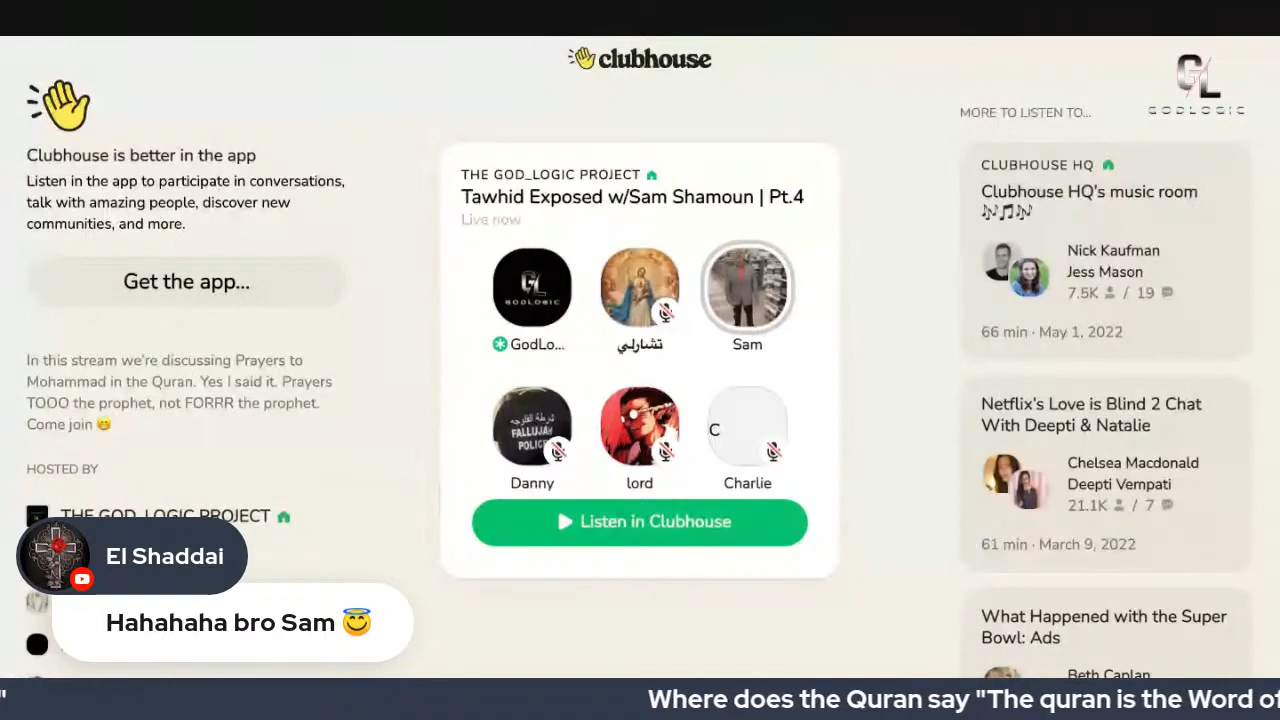 clubhouse
GL
GODLOGIC
Clubhouse is better in the app
Listen in the app to participate in conversations,
talk with amazing people, discover new
communities, and more.
Get the app...
In this stream we're discussing Prayers to
Mohammad in the Quran. Yes I said it. Prayers
TOOO the prophet, not FORRR the prophet.
Come join 😁
HOSTED BY
THE GOD_LOGIC PROJECT
El Shaddai
Hahahaha bro Sam 😇
THE GOD_LOGIC PROJECT
Tawhid Exposed w/Sam Shamoun | Pt.4
Live now
GL
GODLOGIC
GodLo...
تشارلي
Sam
شرطة الفلوجه
FALLUJAH
POLICE
C
Danny
lord
Charlie
Listen in Clubhouse
MORE TO LISTEN TO...
CLUBHOUSE HQ
Clubhouse HQ's music room
🎶🎵🎶
Nick Kaufman
Jess Mason
7.5K / 19
66 min · May 1, 2022
Netflix's Love is Blind 2 Chat
With Deepti & Natalie
Chelsea Macdonald
Deepti Vempati
21.1K / 7
61 min · March 9, 2022
What Happened with the Super
Bowl: Ads
Beth Caplan
" Where does the Quran say "The quran is the Word of